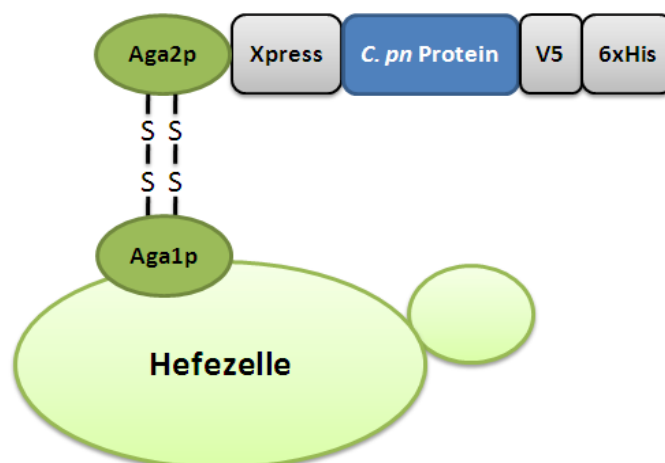 Aga2p Xpress C. pn Protein V5 6xHis
S S
S S
Aga1p
Hefezelle